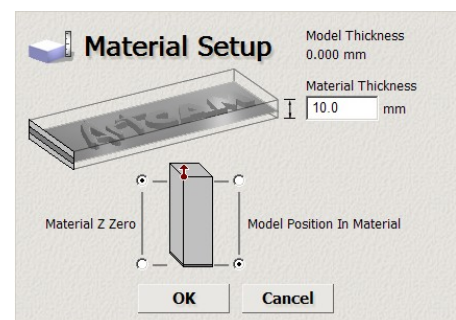 Material Setup
Model Thickness
0.000 mm
Material Thickness
10.0 mm
ArtCAM
Material Z Zero
Model Position In Material
OK Cancel